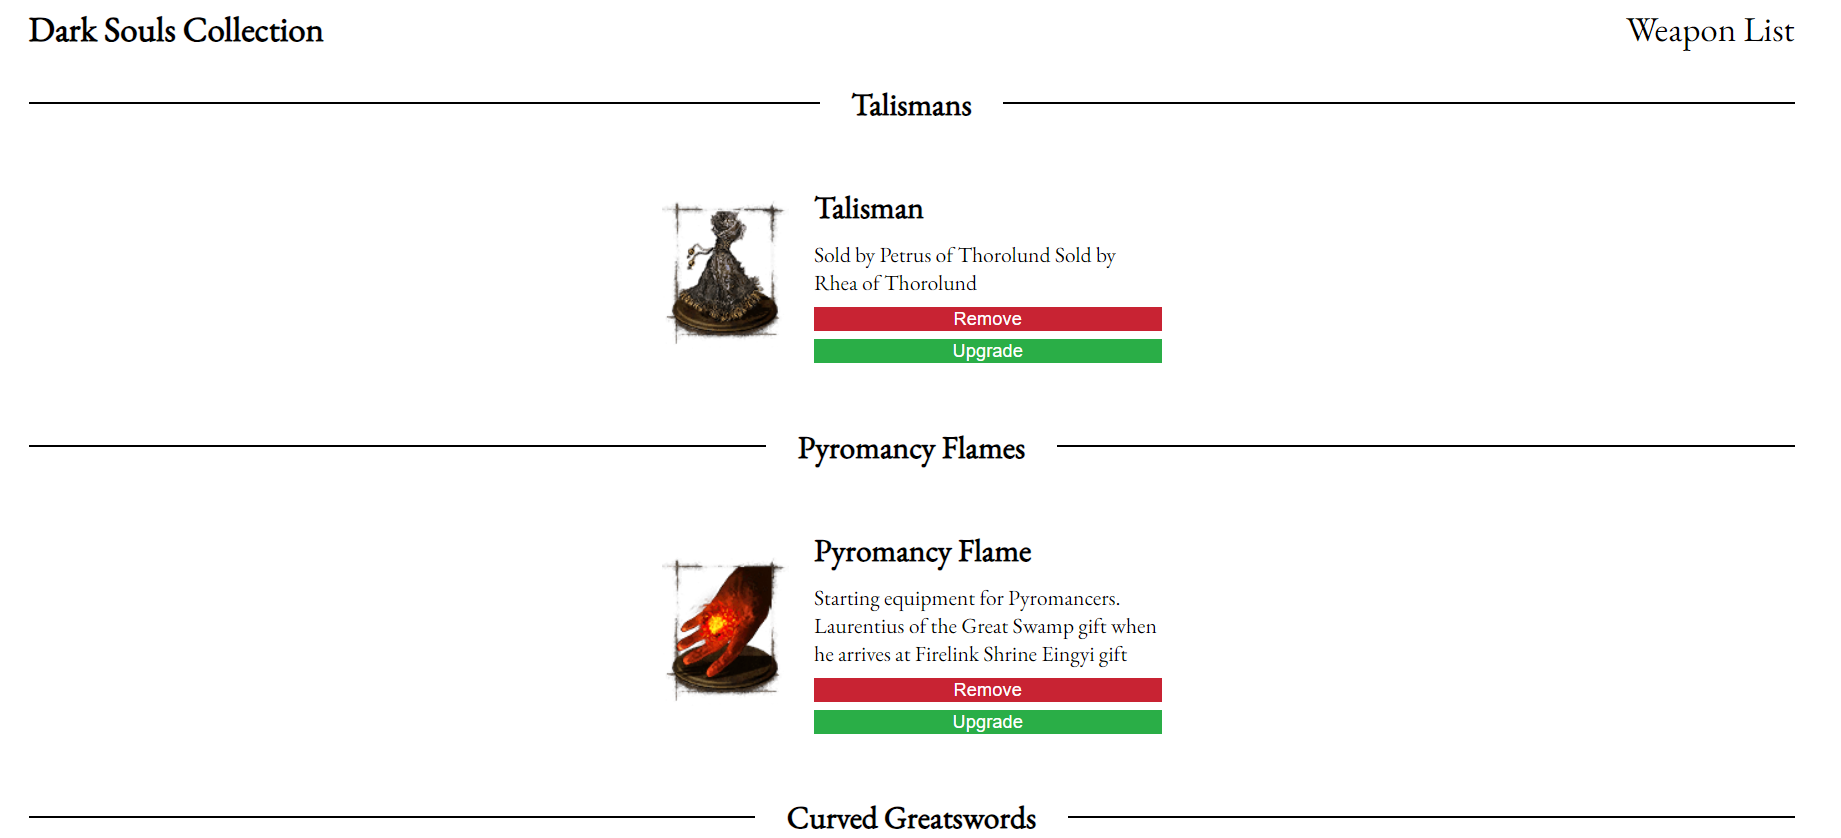 Dark Souls Collection
Weapon List
Talismans
Talisman
Sold by Petrus of Thorolund Sold by
Rhea of Thorolund
Remove
Upgrade
Pyromancy Flames
Pyromancy Flame
Starting equipment for Pyromancers.
Laurentius of the Great Swamp gift when
he arrives at Firelink Shrine Eingyi gift
Remove
Upgrade
Curved Greatswords